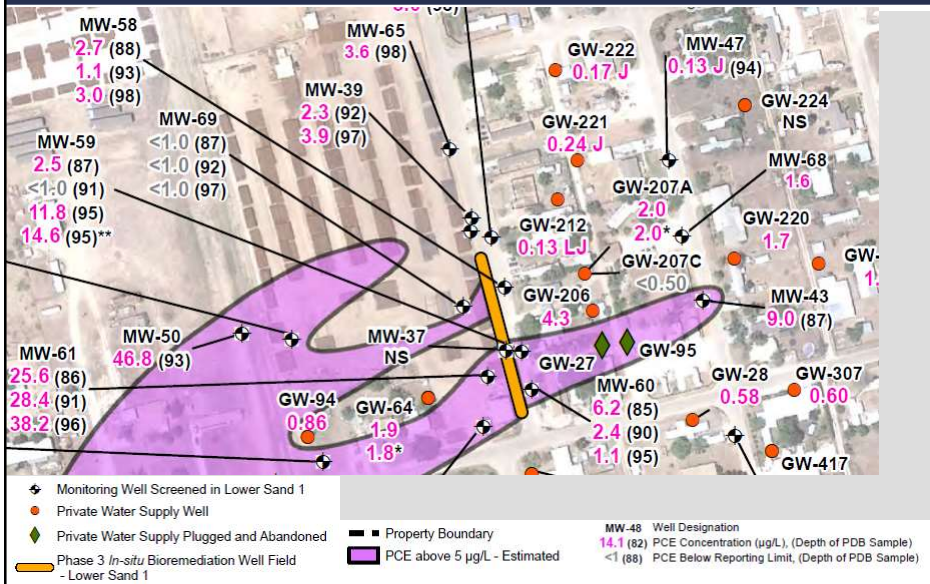 MW-58
2.7 (88)
1.1 (93)
3.0 (98)
MW-65
3.6 (98)
MW-39
2.3 (92)
3.9 (97)
GW-222
0.17 J
MW-47
0.13 J (94)
GW-224
NS
MW-59
2.5 (87)
<1.0 (91)
11.8 (95)
14.6 (95)**
MW-69
<1.0 (87)
<1.0 (92)
<1.0 (97)
GW-221
0.24 J
MW-68
1.6
GW-207A
2.0
2.0*
GW-212
0.13 LJ
GW-207C
<0.50
GW-220
1.7
GW-
GW-206
4.3
MW-43
9.0 (87)
MW-50
46.8 (93)
MW-37
NS
GW-27
GW-95
MW-61
25.6 (86)
28.4 (91)
38.2 (96)
GW-94
0.86
GW-64
1.9
1.8*
MW-60
6.2 (85)
2.4 (90)
1.1 (95)
GW-28
0.58
GW-307
0.60
GW-417
Monitoring Well Screened in Lower Sand 1
Private Water Supply Well
Private Water Supply Plugged and Abandoned
Phase 3 In-situ Bioremediation Well Field
- Lower Sand 1
Property Boundary
PCE above 5 µg/L - Estimated
MW-48 Well Designation
14.1 (82) PCE Concentration (µg/L), (Depth of PDB Sample)
<1 (88) PCE Below Reporting Limit, (Depth of PDB Sample)